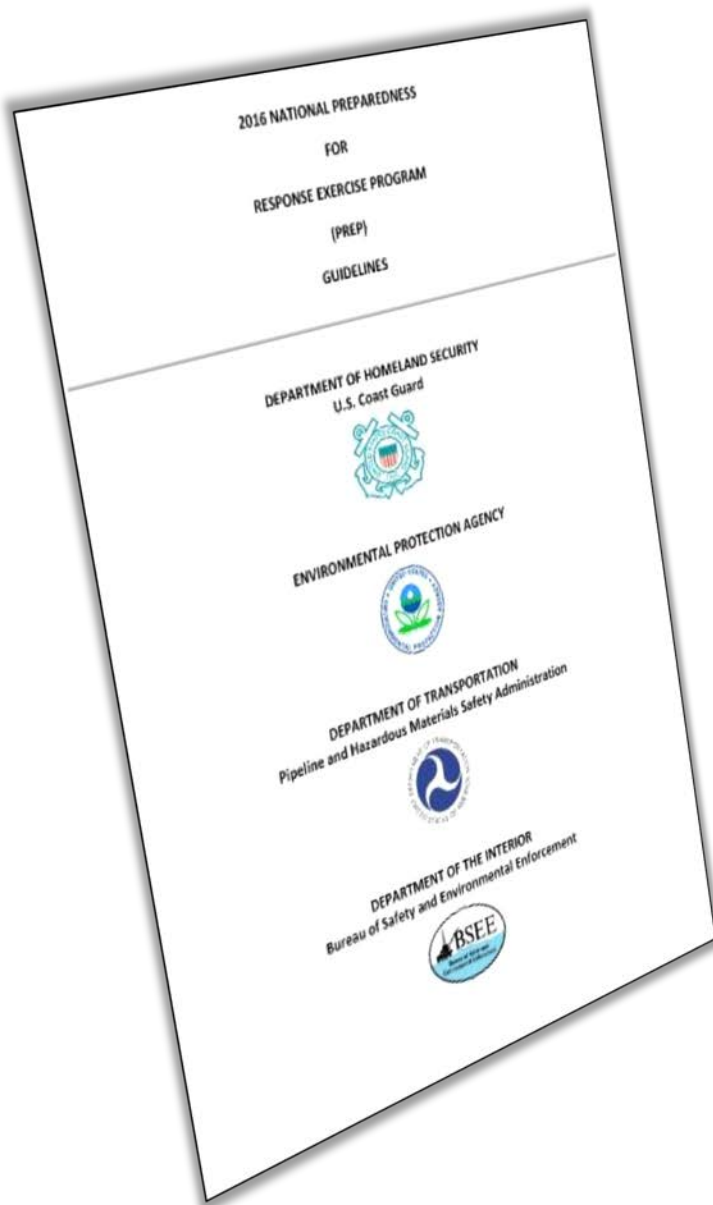 2016 NATIONAL PREPAREDNESS
FOR
RESPONSE EXERCISE PROGRAM
(PREP)
GUIDELINES
DEPARTMENT OF HOMELAND SECURITY
U.S. Coast Guard
ENVIRONMENTAL PROTECTION AGENCY
DEPARTMENT OF TRANSPORTATION
Pipeline and Hazardous Materials Safety Administration
DEPARTMENT OF THE INTERIOR
Bureau of Safety and Environmental Enforcement
BSEE